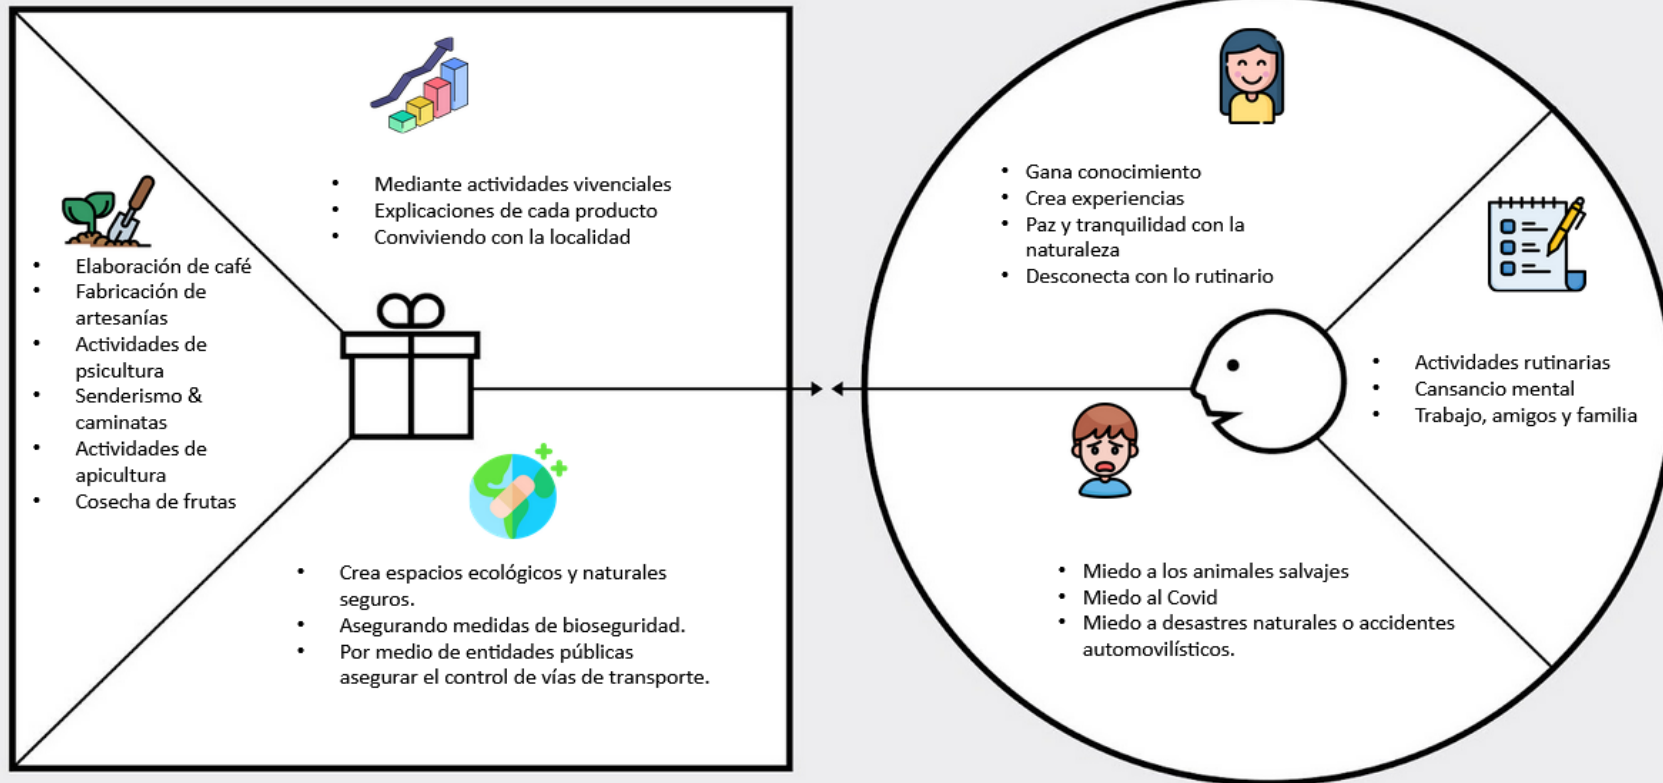 • Mediante actividades vivenciales
• Explicaciones de cada producto
• Conviviendo con la localidad
• Elaboración de café
• Fabricación de
artesanías
• Actividades de
psicultura
• Senderismo &
caminatas
• Actividades de
apicultura
• Cosecha de frutas
• Crea espacios ecológicos y naturales
seguros.
• Asegurando medidas de bioseguridad.
• Por medio de entidades públicas
asegurar el control de vías de transporte.
• Gana conocimiento
• Crea experiencias
• Paz y tranquilidad con la
naturaleza
• Desconecta con lo rutinario
• Actividades rutinarias
• Cansancio mental
• Trabajo, amigos y familia
• Miedo a los animales salvajes
• Miedo al Covid
• Miedo a desastres naturales o accidentes
automovilísticos.